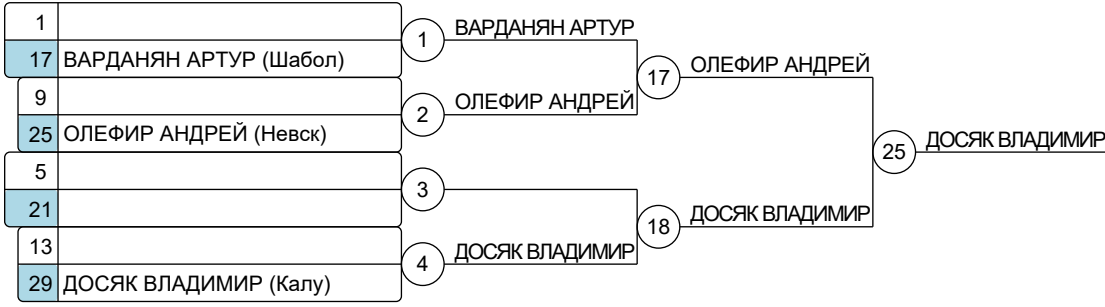 1
17 ВАРДАНЯН АРТУР (Шабол)
1
ВАРДАНЯН АРТУР
9
25 ОЛЕФИР АНДРЕЙ (Невск)
2
ОЛЕФИР АНДРЕЙ
17
ОЛЕФИР АНДРЕЙ
5
21
3
13
29 ДОСЯК ВЛАДИМИР (Калу)
4
ДОСЯК ВЛАДИМИР
18
ДОСЯК ВЛАДИМИР
25
ДОСЯК ВЛАДИМИР